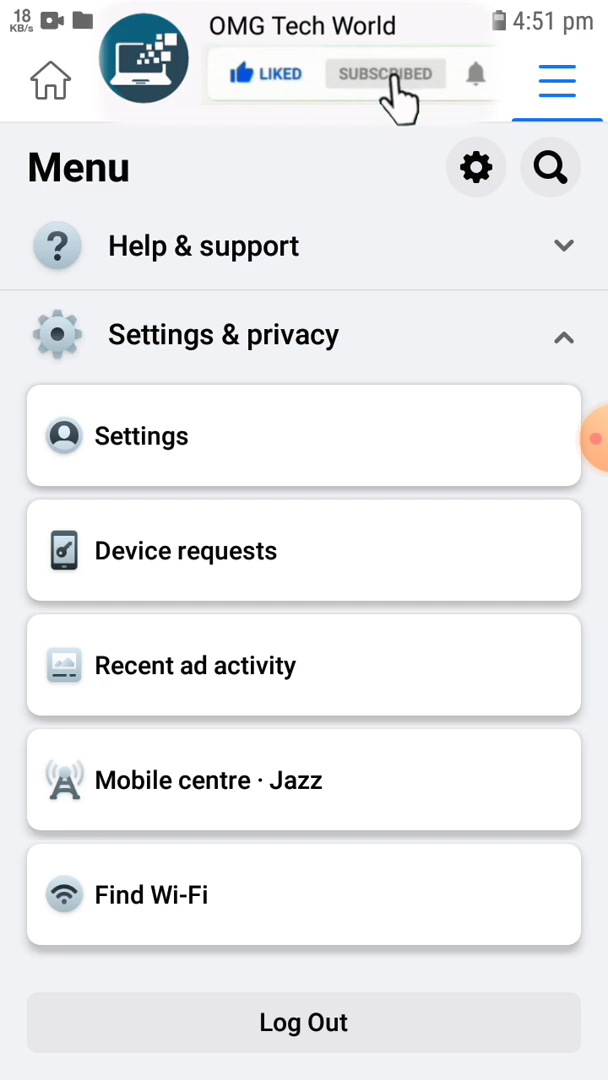 18
KB/s
4:51 pm
OMG Tech World
LIKED
SUBSCRIBED
Menu
Help & support
Settings & privacy
Settings
Device requests
Recent ad activity
Mobile centre · Jazz
Find Wi-Fi
Log Out